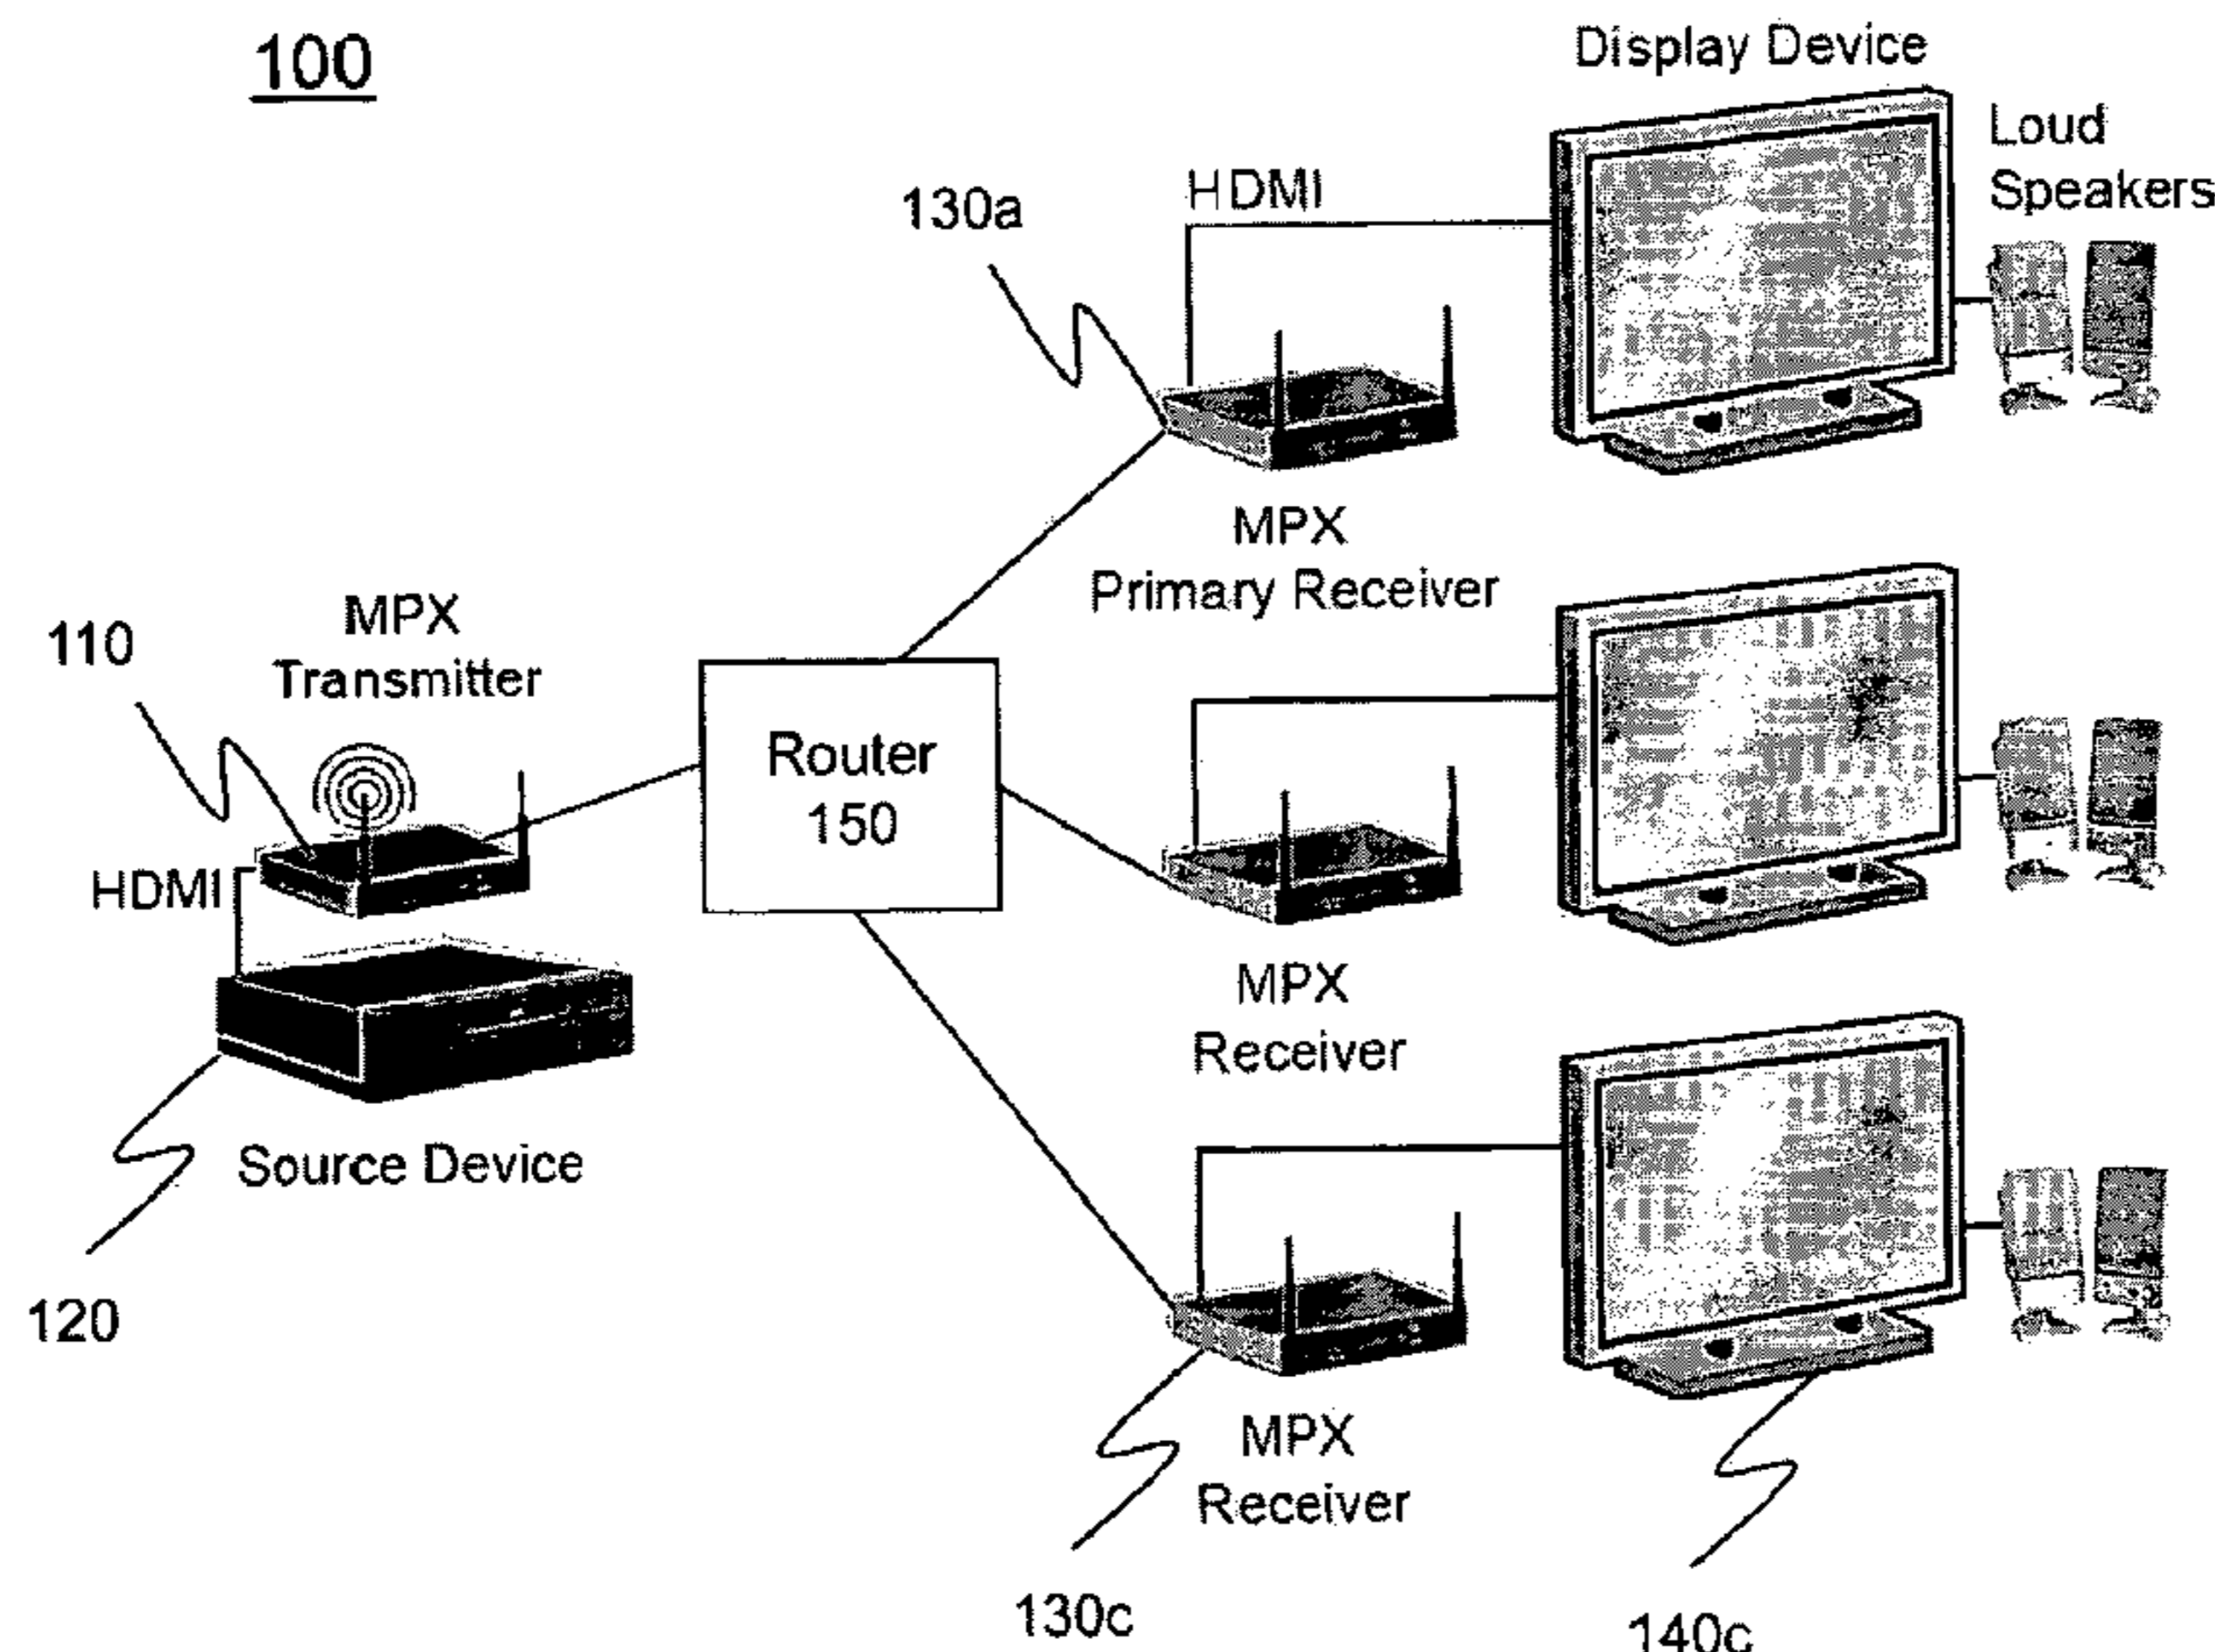 100
Display Device
Loud
Speakers
HDMI
130a
MPX
Primary Receiver
MPX
Transmitter
110
Router
150
HDMI
MPX
Receiver
Source Device
120
MPX
Receiver
130c
140c